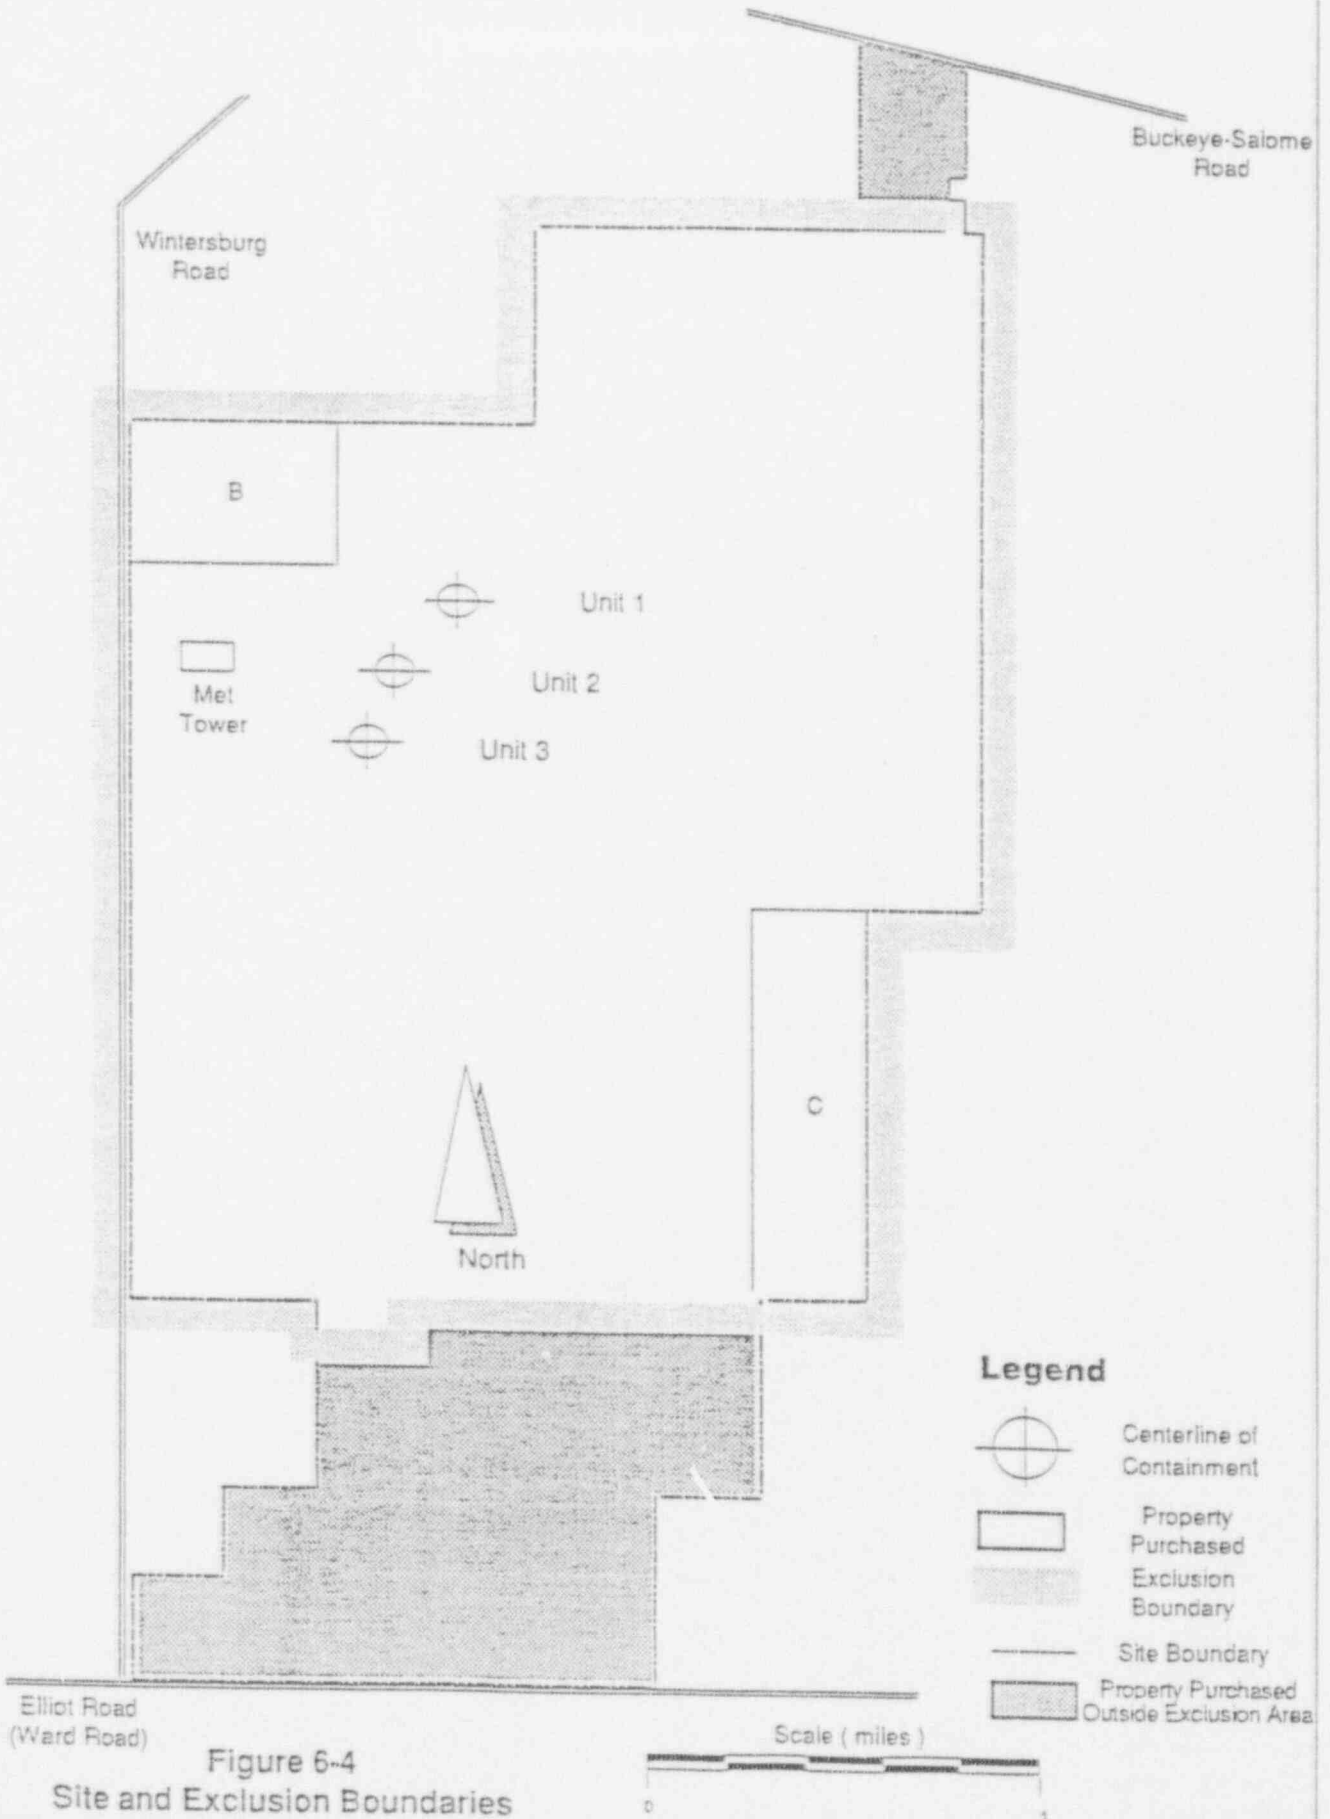 Buckeye-Salome
Road
Wintersburg
Road
B
Unit 1
Unit 2
Met
Tower
Unit 3
C
North
Legend
Centerline of
Containment
Property
Purchased
Exclusion
Boundary
Site Boundary
Property Purchased
Outside Exclusion Area
Elliot Road
(Ward Road)
Scale ( miles )
0
1
Figure 6-4
Site and Exclusion Boundaries